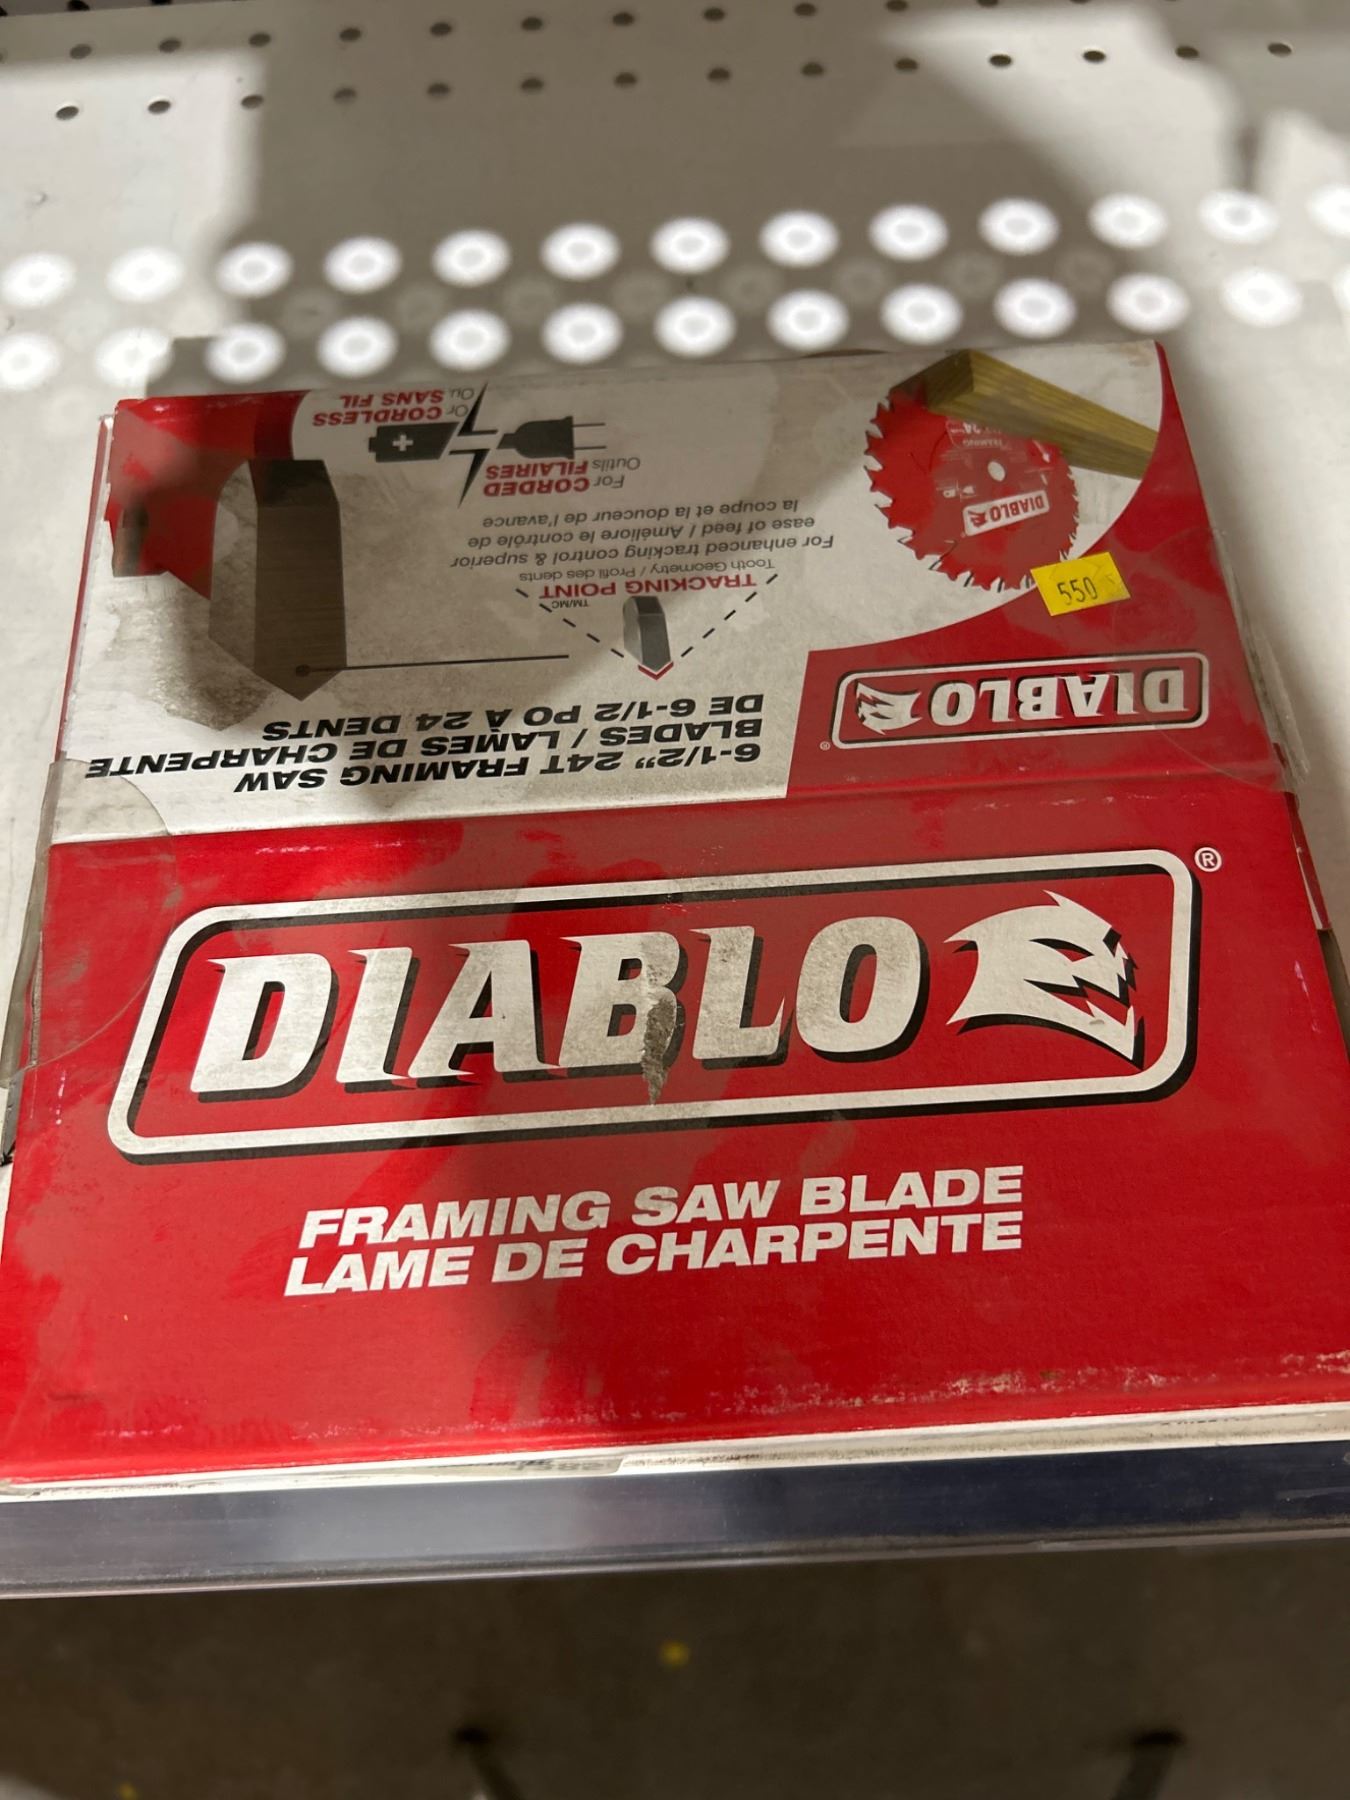 Or CORDLESS
Ou SANS FIL
For CORDED
Outils FILAIRES
TRACKING POINT TM/MC
Tooth Geometry / Profil des dents
For enhanced tracking control & superior
ease of feed / Améliore le contrôle de
la coupe et la douceur de l'avance
6-1/2" 24T FRAMING SAW
BLADES / LAMES DE CHARPENTE
DE 6-1/2 PO À 24 DENTS
DIABLO
FRAMING
550
DIABLO ®
DIABLO ®
FRAMING SAW BLADE
LAME DE CHARPENTE